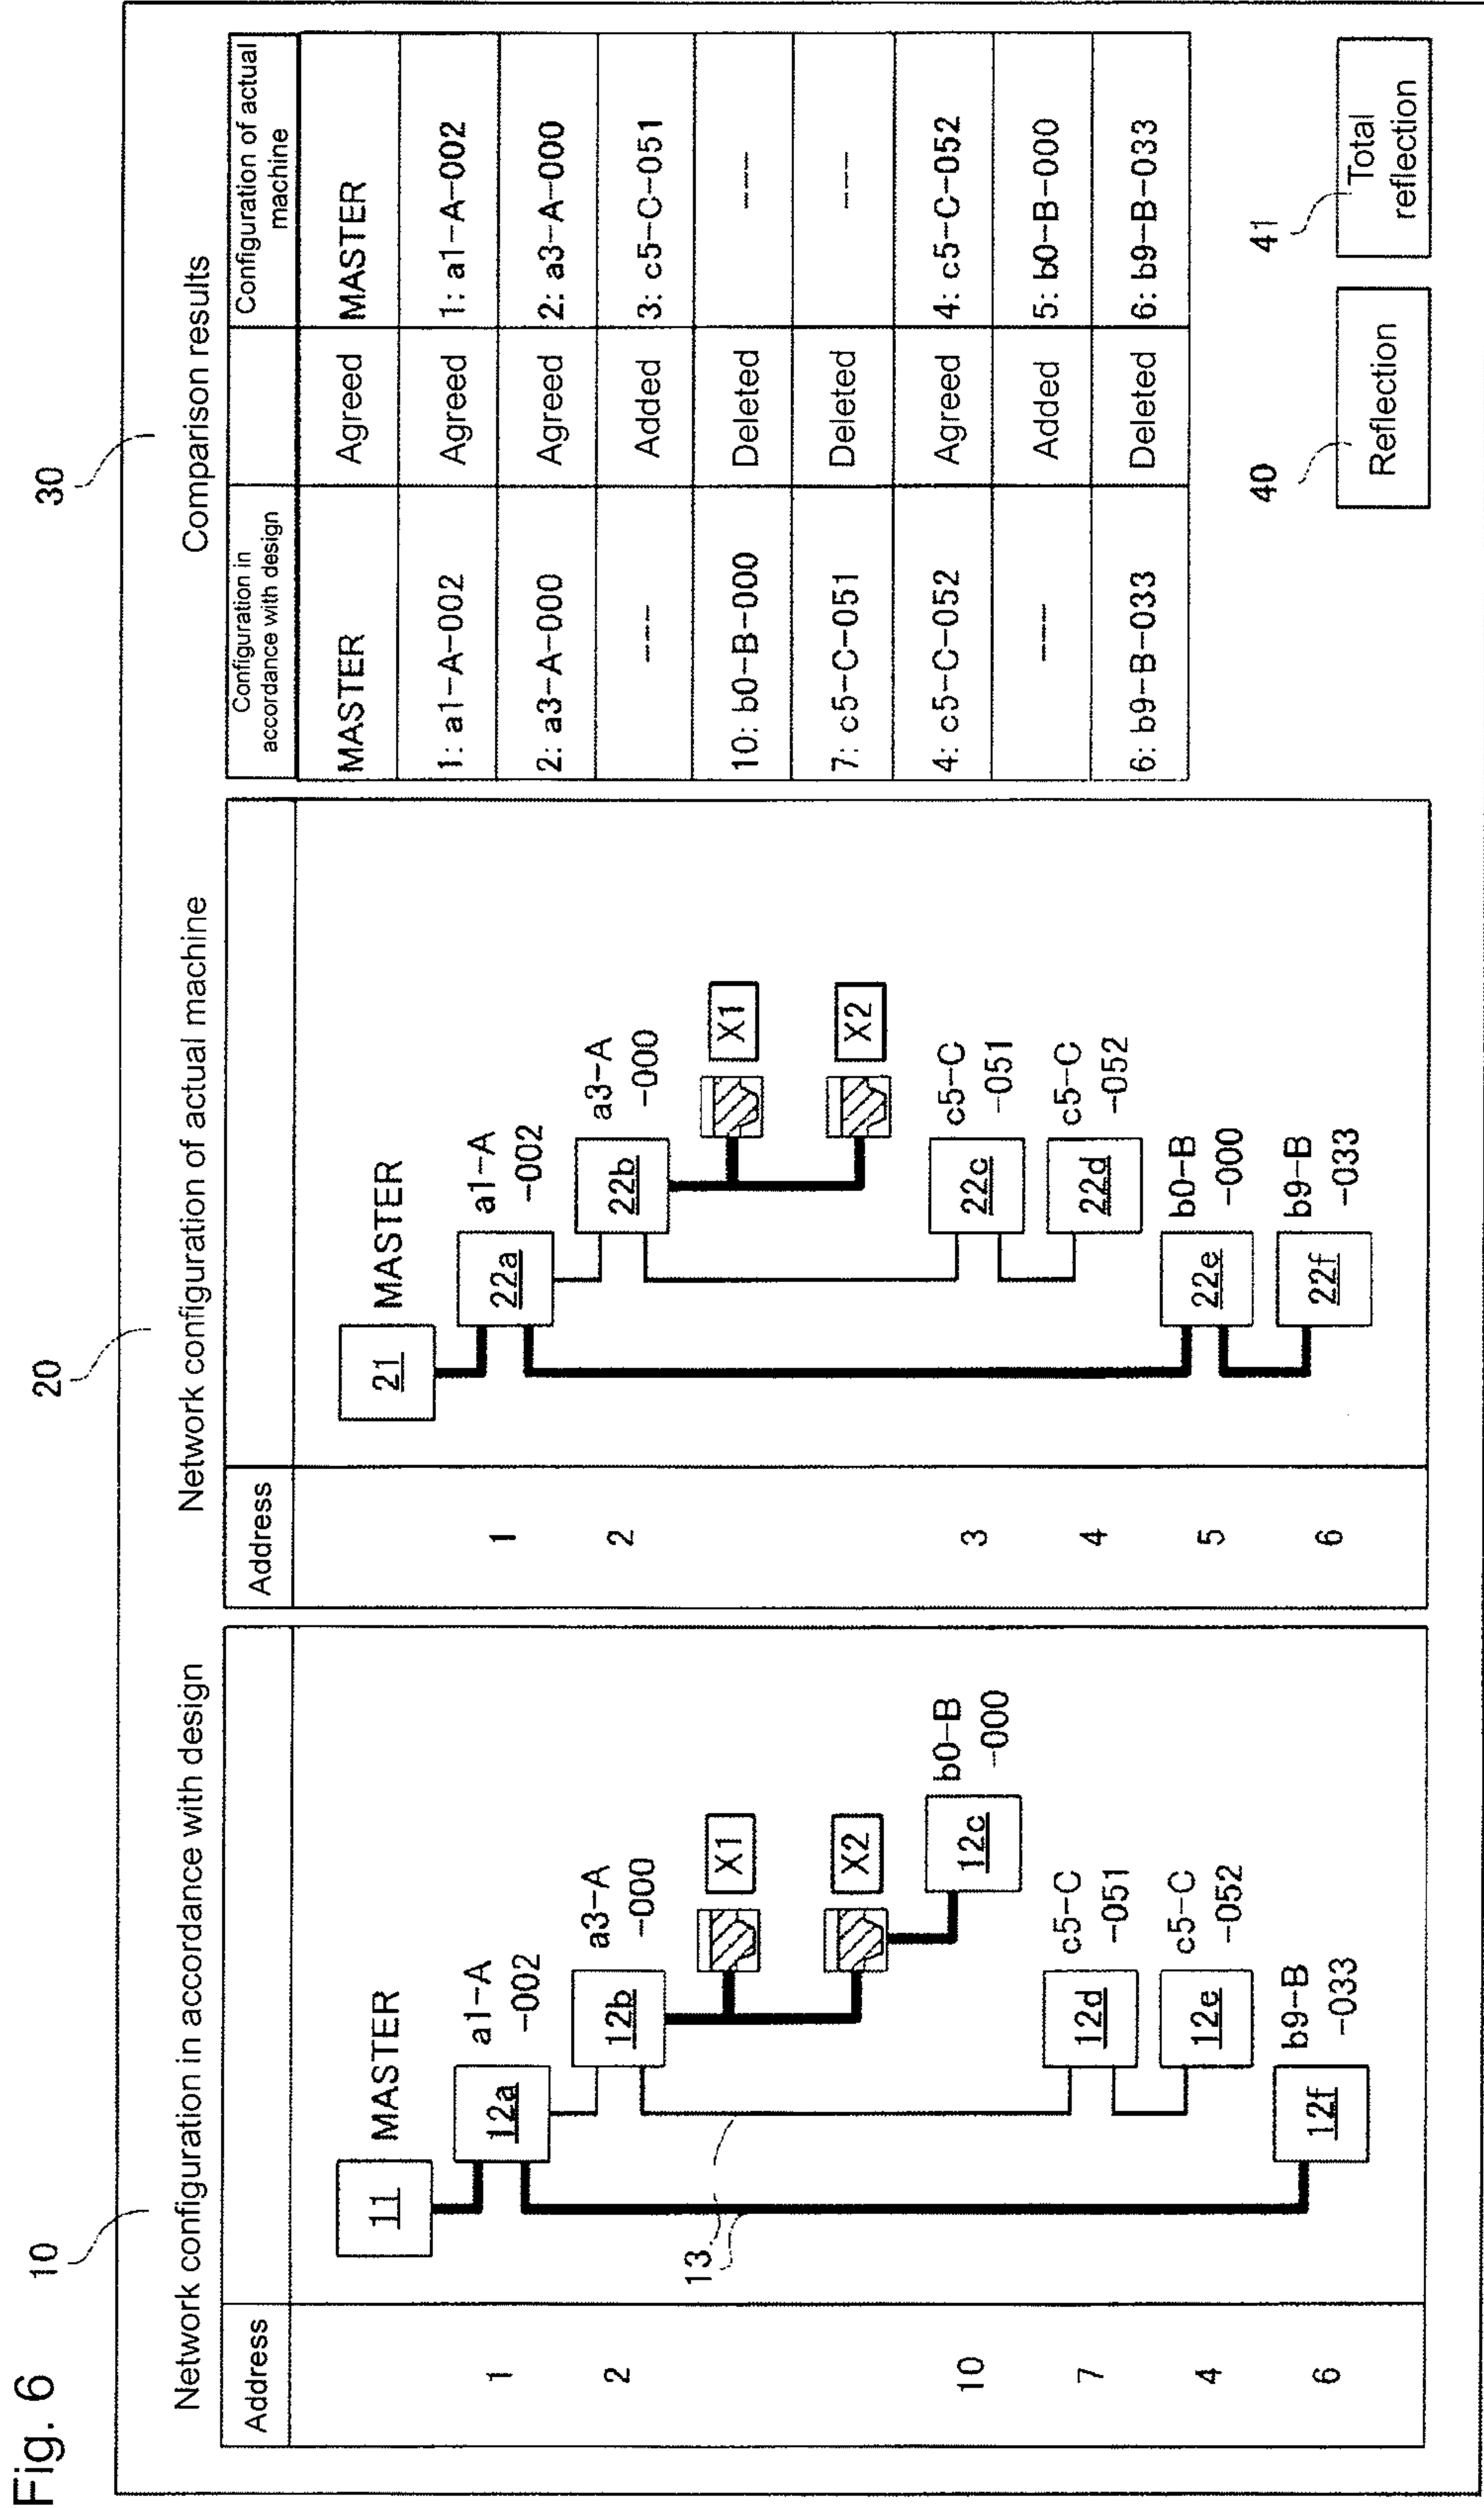 Fig. 6
10
Network configuration in accordance with design
Address
1
2
10
7
4
6
11
MASTER
12a
a1-A
-002
12b
a3-A
-000
X1
X2
12c
b0-B
-000
12d
c5-C
-051
12e
c5-C
-052
12f
b9-B
-033
13
20
Network configuration of actual machine
Address
1
2
3
4
5
6
21
MASTER
22a
a1-A
-002
22b
a3-A
-000
X1
X2
22c
c5-C
-051
22d
c5-C
-052
22e
b0-B
-000
22f
b9-B
-033
30
Comparison results
Configuration in
accordance with design
Configuration of actual
machine
MASTER Agreed MASTER
1: a1-A-002 Agreed 1: a1-A-002
2: a3-A-000 Agreed 2: a3-A-000
--- Added 3: c5-C-051
10: b0-B-000 Deleted ---
7: c5-C-051 Deleted ---
4: c5-C-052 Agreed 4: c5-C-052
--- Added 5: b0-B-000
6: b9-B-033 Deleted 6: b9-B-033
40
Reflection
41
Total
reflection